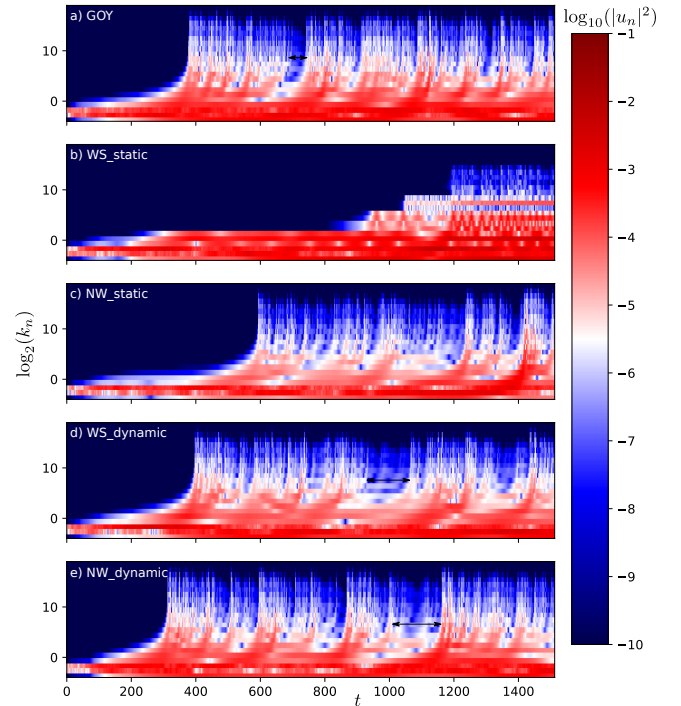 log₁₀(|uₙ|²)
a) GOY
10
0
b) WS_static
10
0
c) NW_static
10
0
d) WS_dynamic
10
0
e) NW_dynamic
10
0
log₂(kₙ)
0 200 400 600 800 1000 1200 1400
t
−1
−2
−3
−4
−5
−6
−7
−8
−9
−10